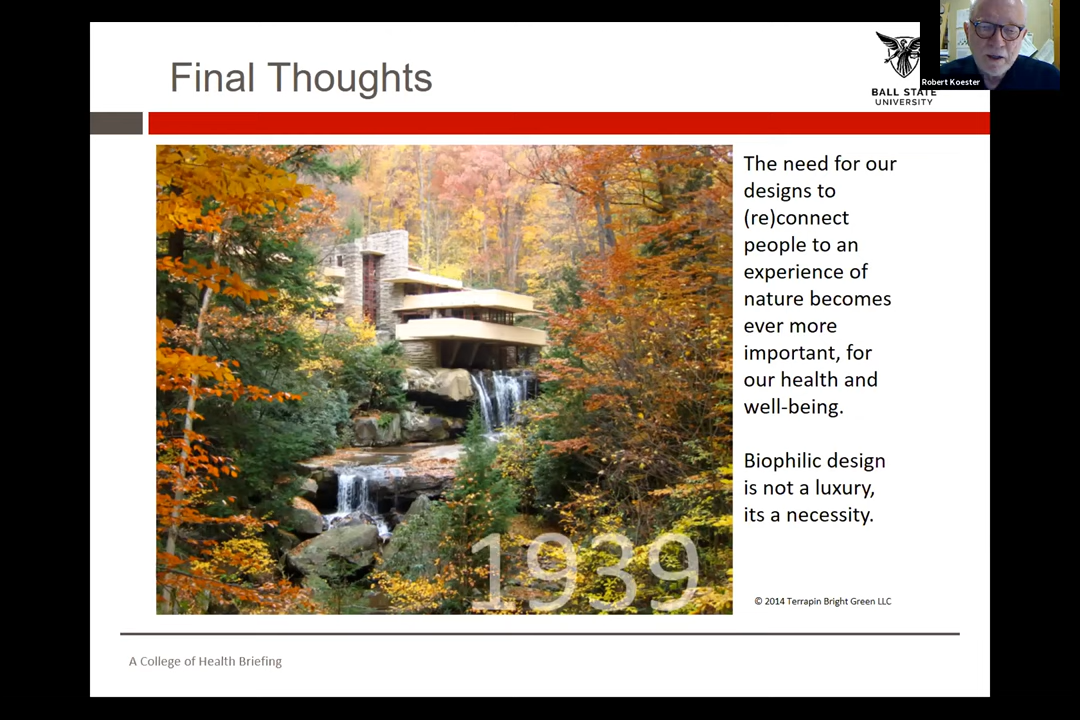 Final Thoughts
BALL STATE
UNIVERSITY
Robert Koester
The need for our
designs to
(re)connect
people to an
experience of
nature becomes
ever more
important, for
our health and
well-being.
Biophilic design
is not a luxury,
its a necessity.
1939
© 2014 Terrapin Bright Green LLC
A College of Health Briefing